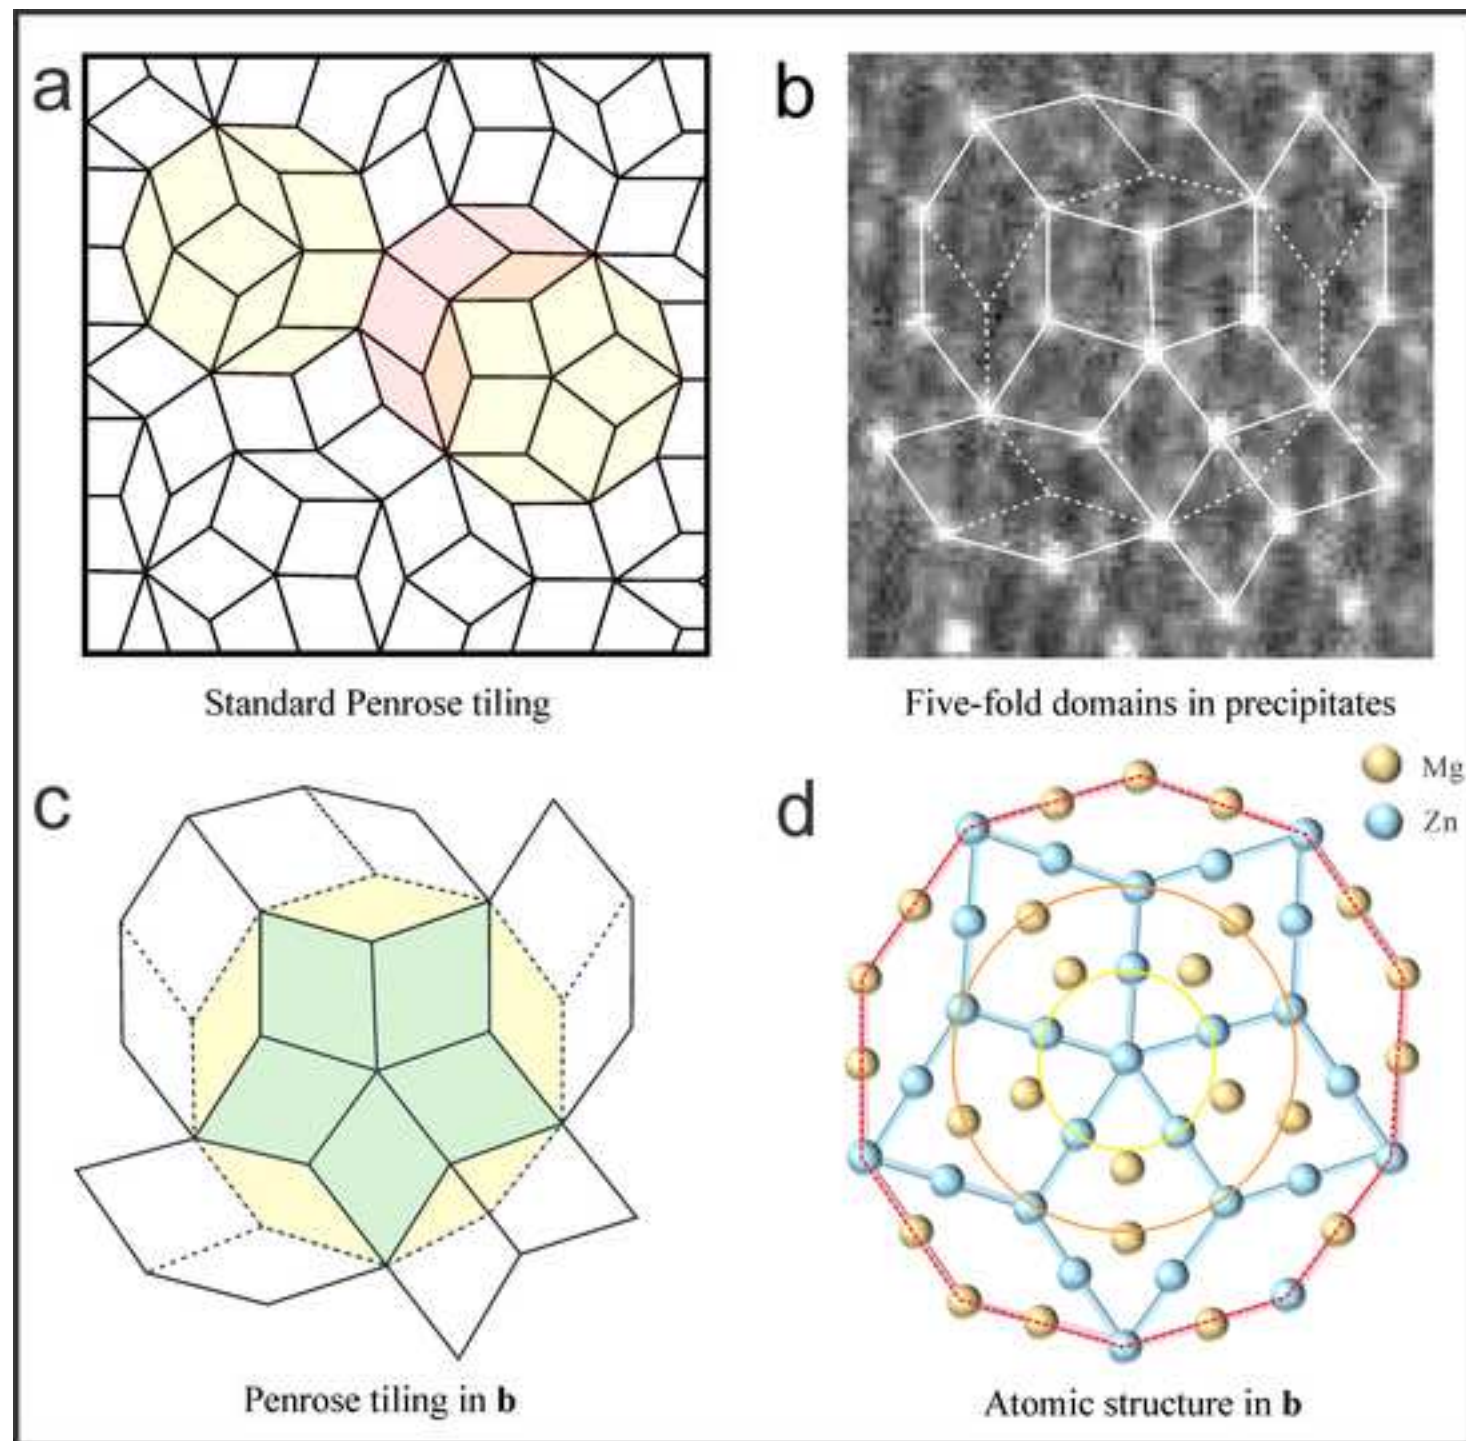 a
b
Standard Penrose tiling
Five-fold domains in precipitates
c
d
Mg
Zn
Penrose tiling in b
Atomic structure in b